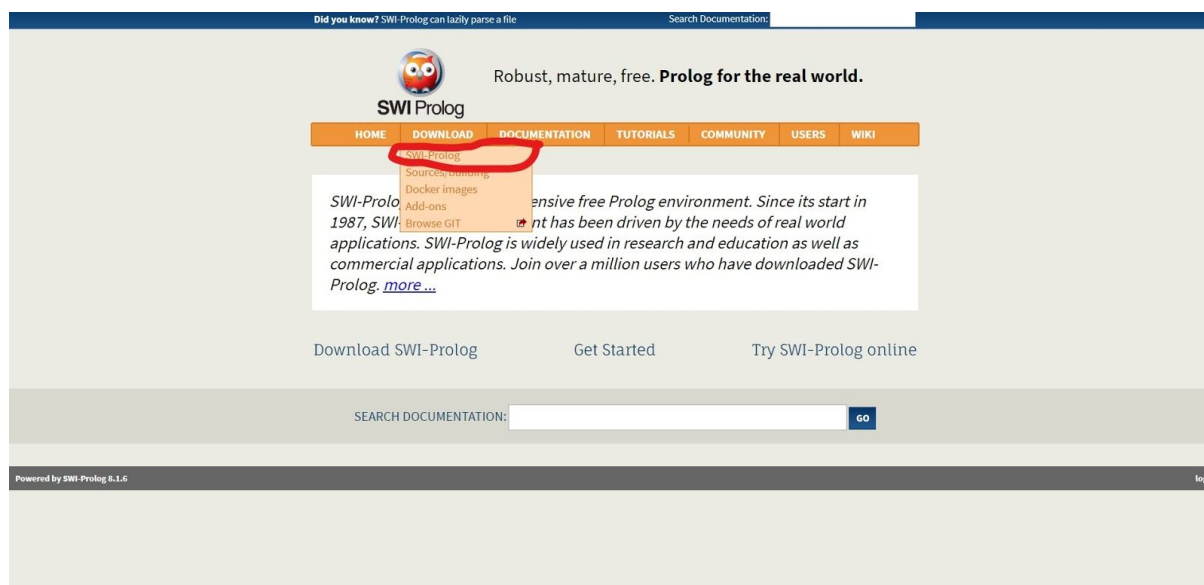 Did you know? SWI-Prolog can lazily parse a file Search Documentation:
Robust, mature, free. Prolog for the real world.
SWI Prolog
HOME DOWNLOAD DOCUMENTATION TUTORIALS COMMUNITY USERS WIKI
SWI-Prolog
Sources/building
Docker images
Add-ons
Browse GIT
SWI-Prolo ensive free Prolog environment. Since its start in
1987, SWI- nt has been driven by the needs of real world
applications. SWI-Prolog is widely used in research and education as well as
commercial applications. Join over a million users who have downloaded SWI-
Prolog. more ...
Download SWI-Prolog Get Started Try SWI-Prolog online
SEARCH DOCUMENTATION: GO
Powered by SWI-Prolog 8.1.6